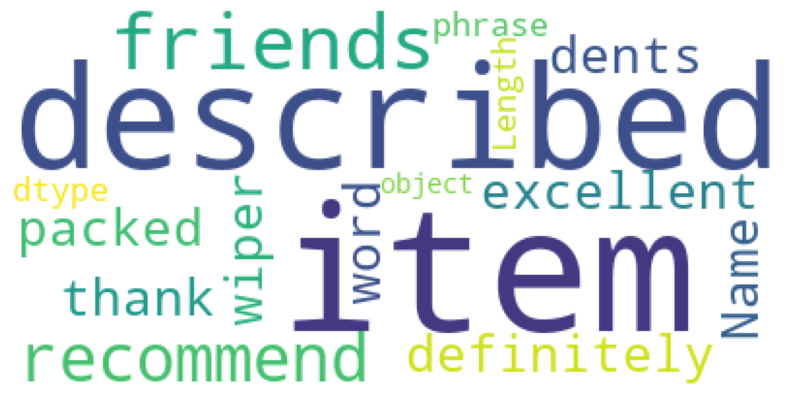 friends
phrase
Length
dents
described
dtype
object
excellent
packed
wiper
word
item
Name
thank
recommend
definitely